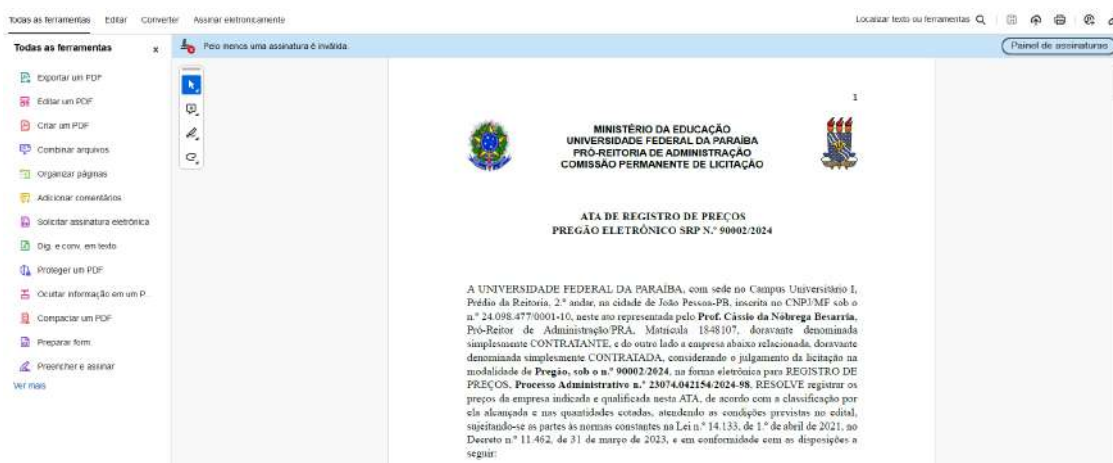 Todas as ferramentas Editar Converter Assinar eletronicamente
Localizar texto ou ferramentas
Todas as ferramentas x
Pelo menos uma assinatura é inválida.
Painel de assinaturas
Exportar um PDF
Editar um PDF
Criar um PDF
Combinar arquivos
Organizar páginas
Adicionar comentários
Solicitar assinatura eletrônica
Dig. e conv. em texto
Proteger um PDF
Ocultar informação em um P...
Compactar um PDF
Preparar form.
Preencher e assinar
Ver mais
1
MINISTÉRIO DA EDUCAÇÃO
UNIVERSIDADE FEDERAL DA PARAÍBA
PRÓ-REITORIA DE ADMINISTRAÇÃO
COMISSÃO PERMANENTE DE LICITAÇÃO
ATA DE REGISTRO DE PREÇOS
PREGÃO ELETRÔNICO SRP N.º 90002/2024
A UNIVERSIDADE FEDERAL DA PARAÍBA, com sede no Campus Universitário I,
Prédio da Reitoria, 2.º andar, na cidade de João Pessoa-PB, inscrita no CNPJ/MF sob o
n.º 24.098.477/0001-10, neste ato representada pelo Prof. Cássio da Nóbrega Besarria,
Pró-Reitor de Administração/PRA, Matrícula 1848107, doravante denominada
simplesmente CONTRATANTE, e do outro lado a empresa abaixo relacionada, doravante
denominada simplesmente CONTRATADA, considerando o julgamento da licitação na
modalidade de Pregão, sob o n.º 90002/2024, na forma eletrônica para REGISTRO DE
PREÇOS, Processo Administrativo n.º 23074.042154/2024-98, RESOLVE registrar os
preços da empresa indicada e qualificada nesta ATA, de acordo com a classificação por
ela alcançada e nas quantidades cotadas, atendendo as condições previstas no edital,
sujeitando-se as partes às normas constantes na Lei n.º 14.133, de 1.º de abril de 2021, no
Decreto n.º 11.462, de 31 de março de 2023, e em conformidade com as disposições a
seguir: